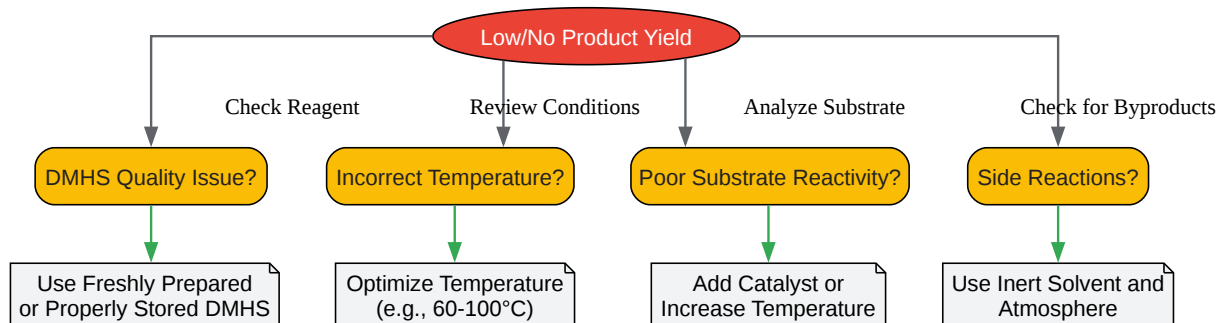 Low/No Product Yield
Check Reagent
Review Conditions
Analyze Substrate
Check for Byproducts
DMHS Quality Issue?
Incorrect Temperature?
Poor Substrate Reactivity?
Side Reactions?
Use Freshly Prepared
or Properly Stored DMHS
Optimize Temperature
(e.g., 60-100°C)
Add Catalyst or
Increase Temperature
Use Inert Solvent and
Atmosphere